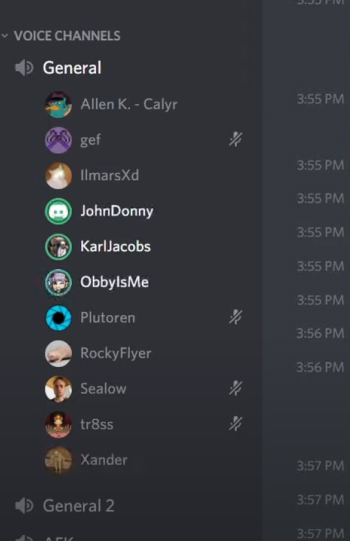 3:55 PM
VOICE CHANNELS
General
Allen K. - Calyr
3:55 PM
gef
3:55 PM
IlmarsXd
3:55 PM
JohnDonny
3:55 PM
KarlJacobs
3:55 PM
ObbyIsMe
3:55 PM
Plutoren
3:56 PM
RockyFlyer
3:56 PM
Sealow
tr8ss
Xander
3:57 PM
General 2
3:57 PM
AFK
3:57 PM